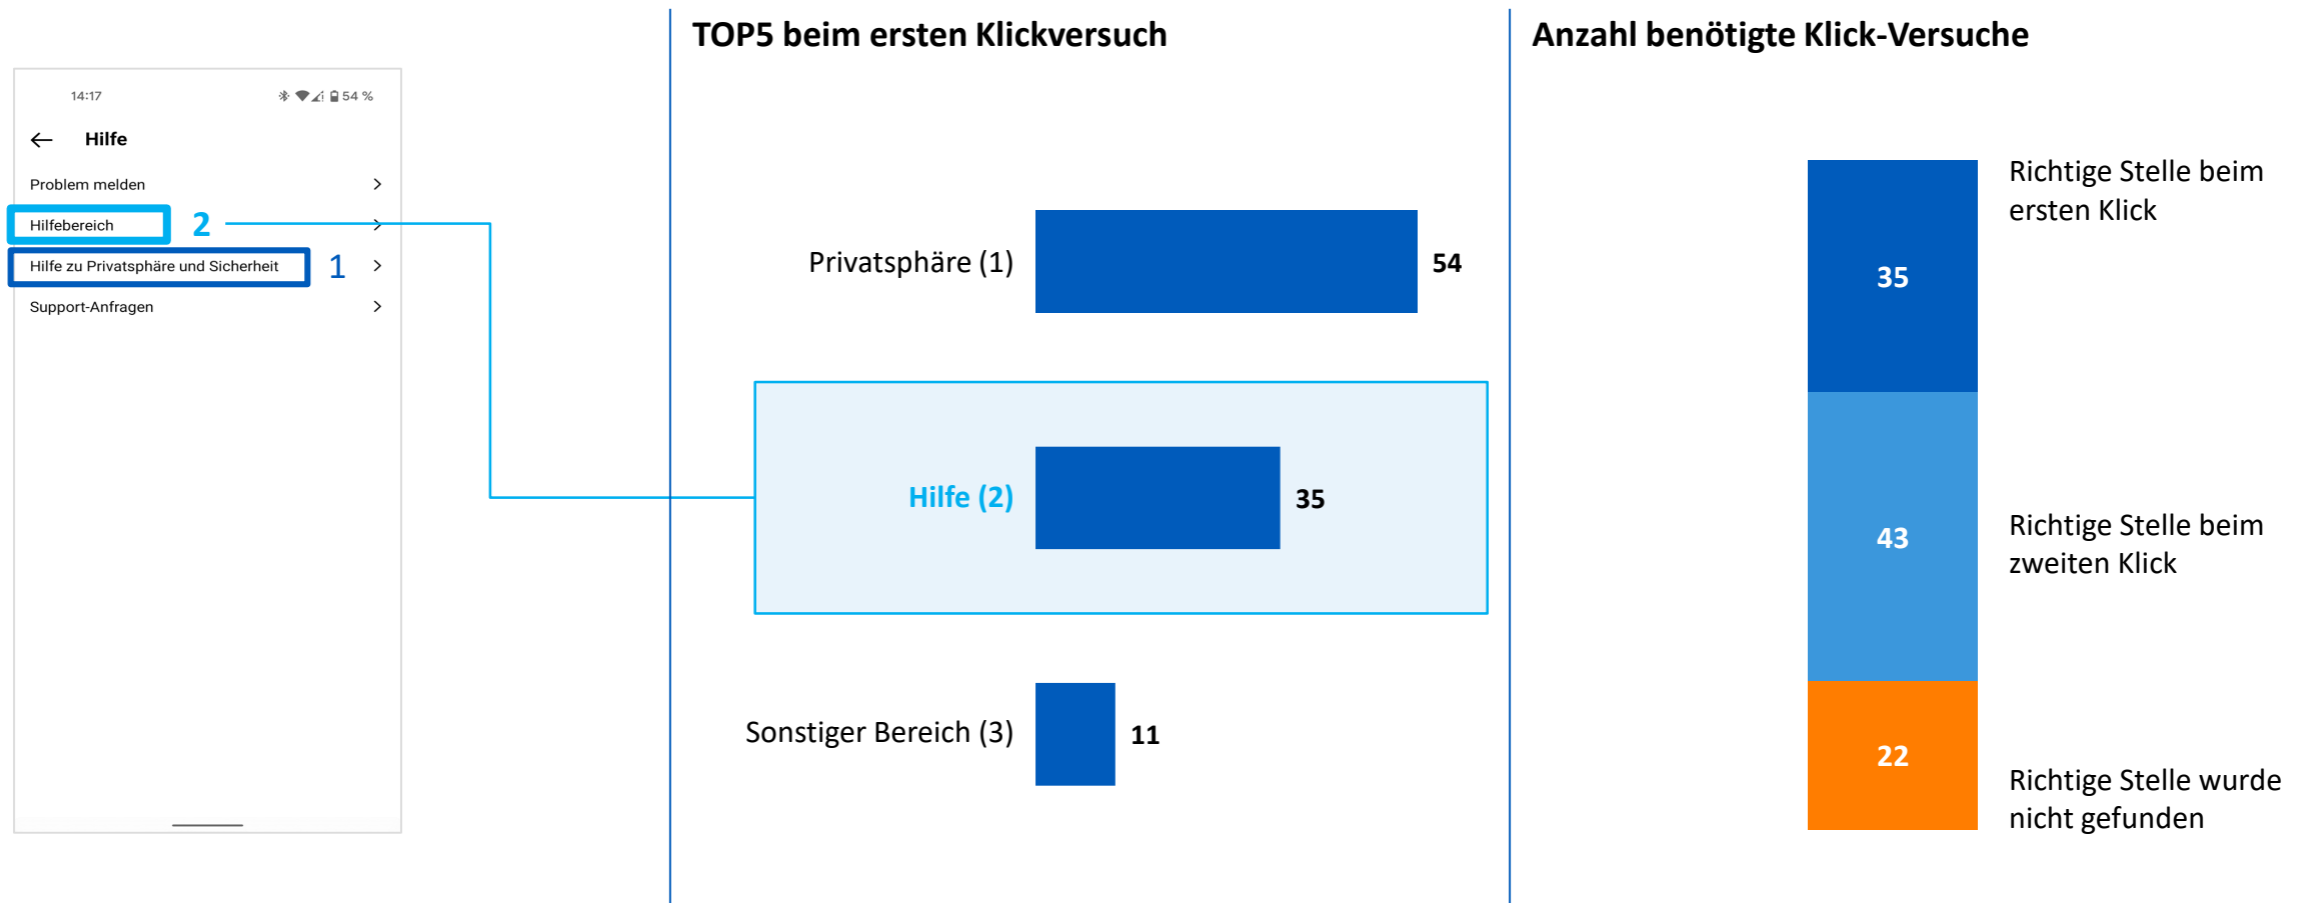 14:17
54 %
Hilfe
Problem melden
Hilfebereich
2
Hilfe zu Privatsphäre und Sicherheit
1
Support-Anfragen
TOP5 beim ersten Klickversuch
Privatsphäre (1)
54
Hilfe (2)
35
Sonstiger Bereich (3)
11
Anzahl benötigte Klick-Versuche
35
Richtige Stelle beim
ersten Klick
43
Richtige Stelle beim
zweiten Klick
22
Richtige Stelle wurde
nicht gefunden